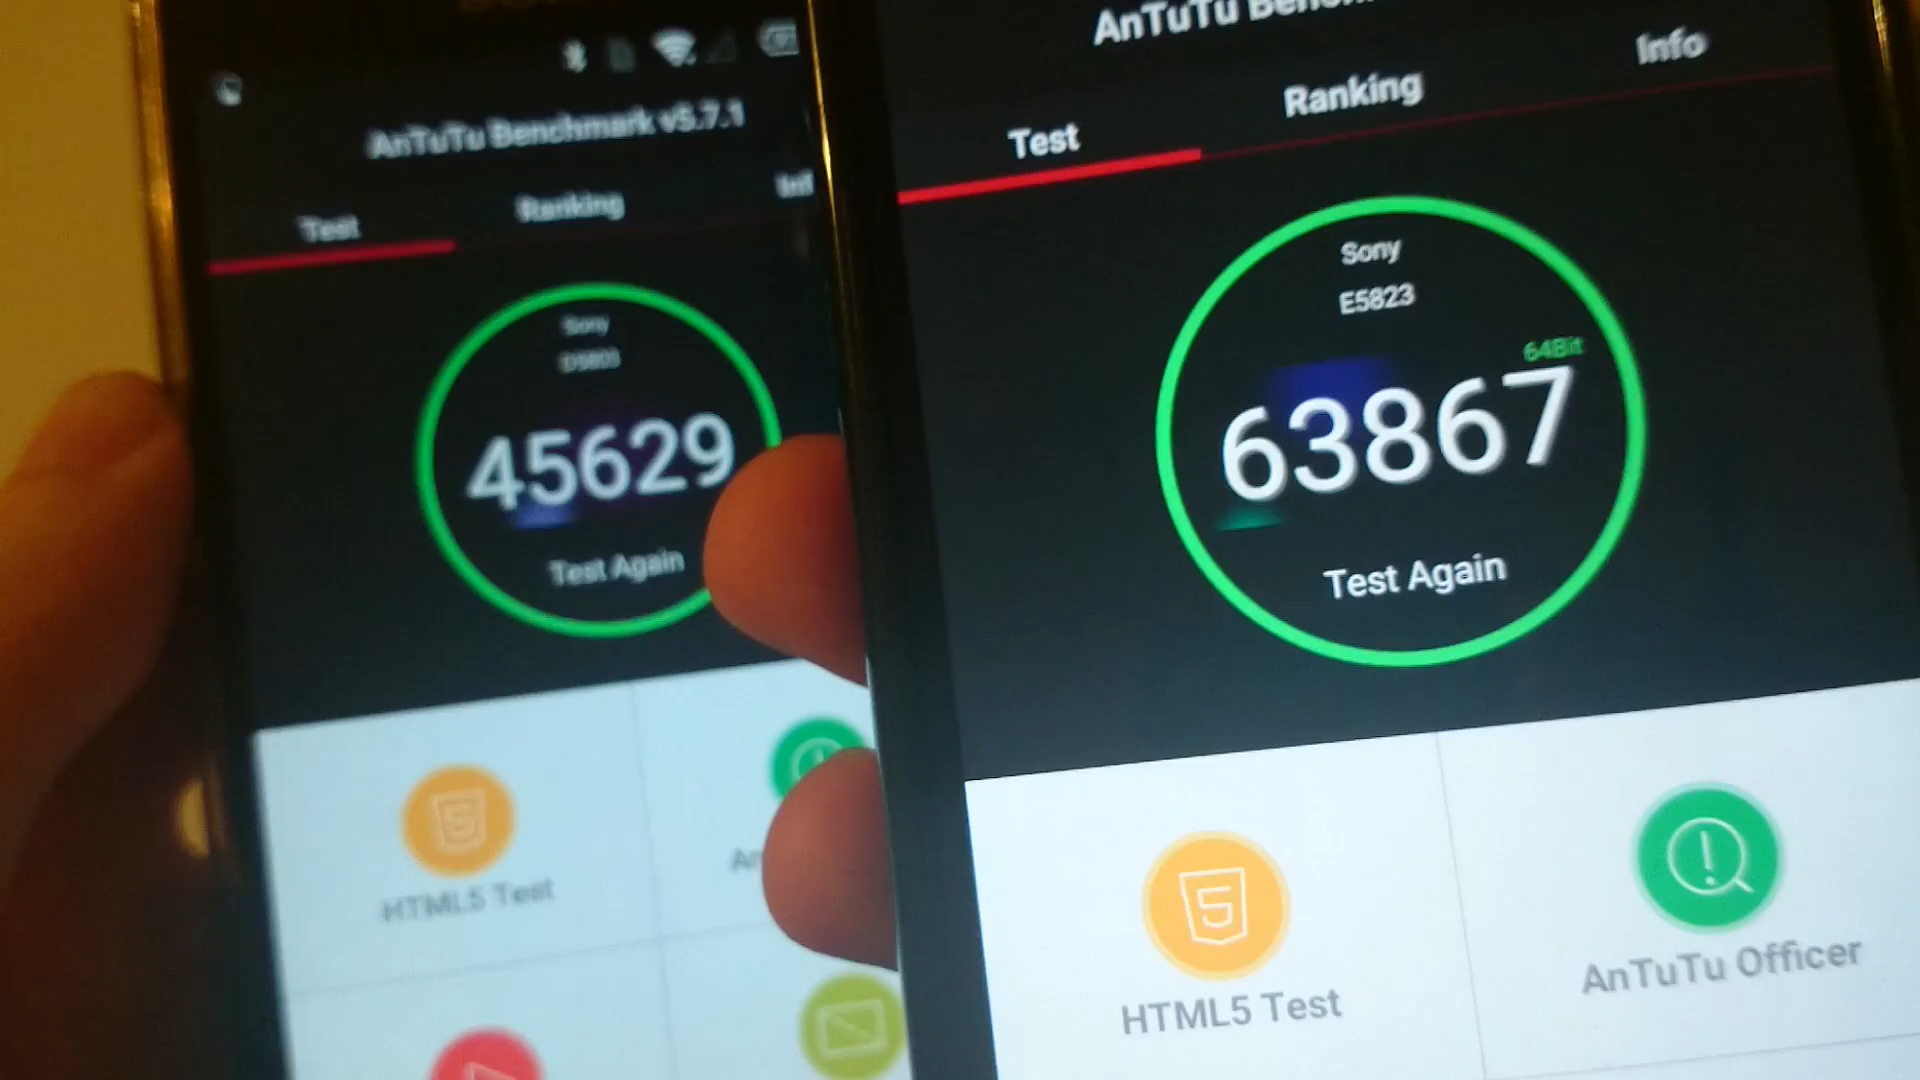 AnTuTu Benchmark v5.7.1
Test
Ranking
Sony
D5803
45629
Test Again
HTML5 Test
Test
Ranking
Info
Sony
E5823
64Bit
63867
Test Again
HTML5 Test
AnTuTu Officer